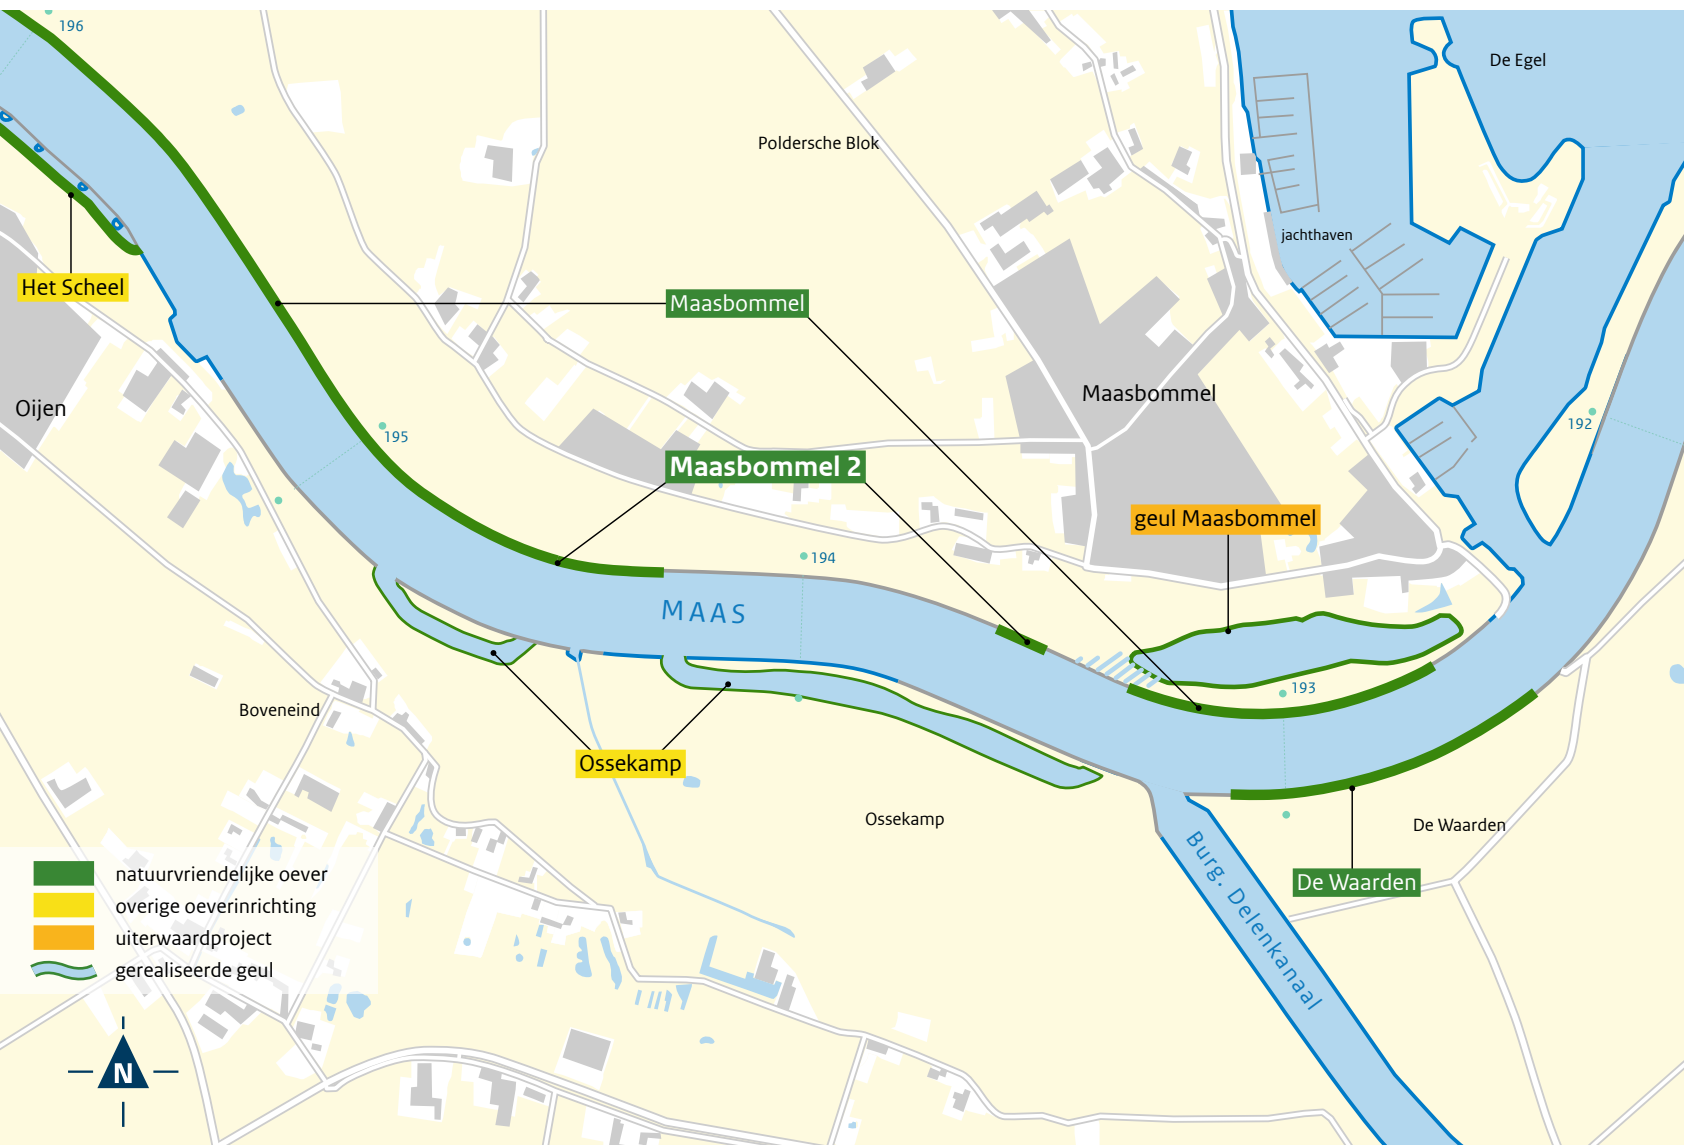 196
De Egel
Poldersche Blok
jachthaven
Het Scheel
Maasbommel
Maasbommel
Oijen
192
195
Maasbommel 2
geul Maasbommel
194
MAAS
193
Boveneind
Ossekamp
Ossekamp
De Waarden
Burg. Delenkanaal
De Waarden
natuurvriendelijke oever
overige oeverinrichting
uiterwaardproject
gerealiseerde geul
N